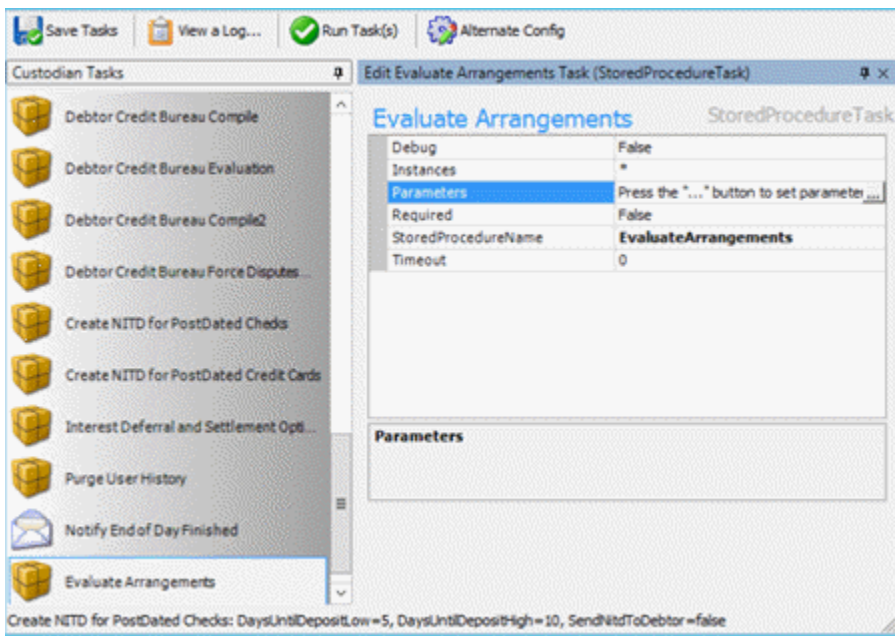 Save Tasks View a Log... Run Task(s) Alternate Config
Custodian Tasks
Debtor Credit Bureau Compile
Debtor Credit Bureau Evaluation
Debtor Credit Bureau Compile2
Debtor Credit Bureau Force Disputes...
Create NITD for PostDated Checks
Create NITD for PostDated Credit Cards
Interest Deferral and Settlement Opti...
Purge User History
Notify End of Day Finished
Evaluate Arrangements
Edit Evaluate Arrangements Task (StoredProcedureTask)
Evaluate Arrangements StoredProcedureTask
Debug False
Instances *
Parameters Press the "..." button to set parameter ...
Required False
StoredProcedureName EvaluateArrangements
Timeout 0
Parameters
Create NITD for PostDated Checks: DaysUntilDepositLow=5, DaysUntilDepositHigh=10, SendNitdToDebtor=false